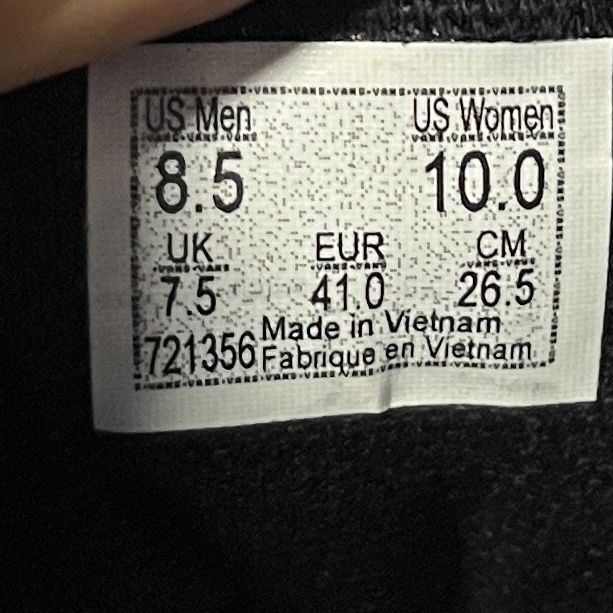 US Men US Women
8.5 10.0
UK EUR CM
7.5 41.0 26.5
721356 Made in Vietnam
Fabrique en Vietnam